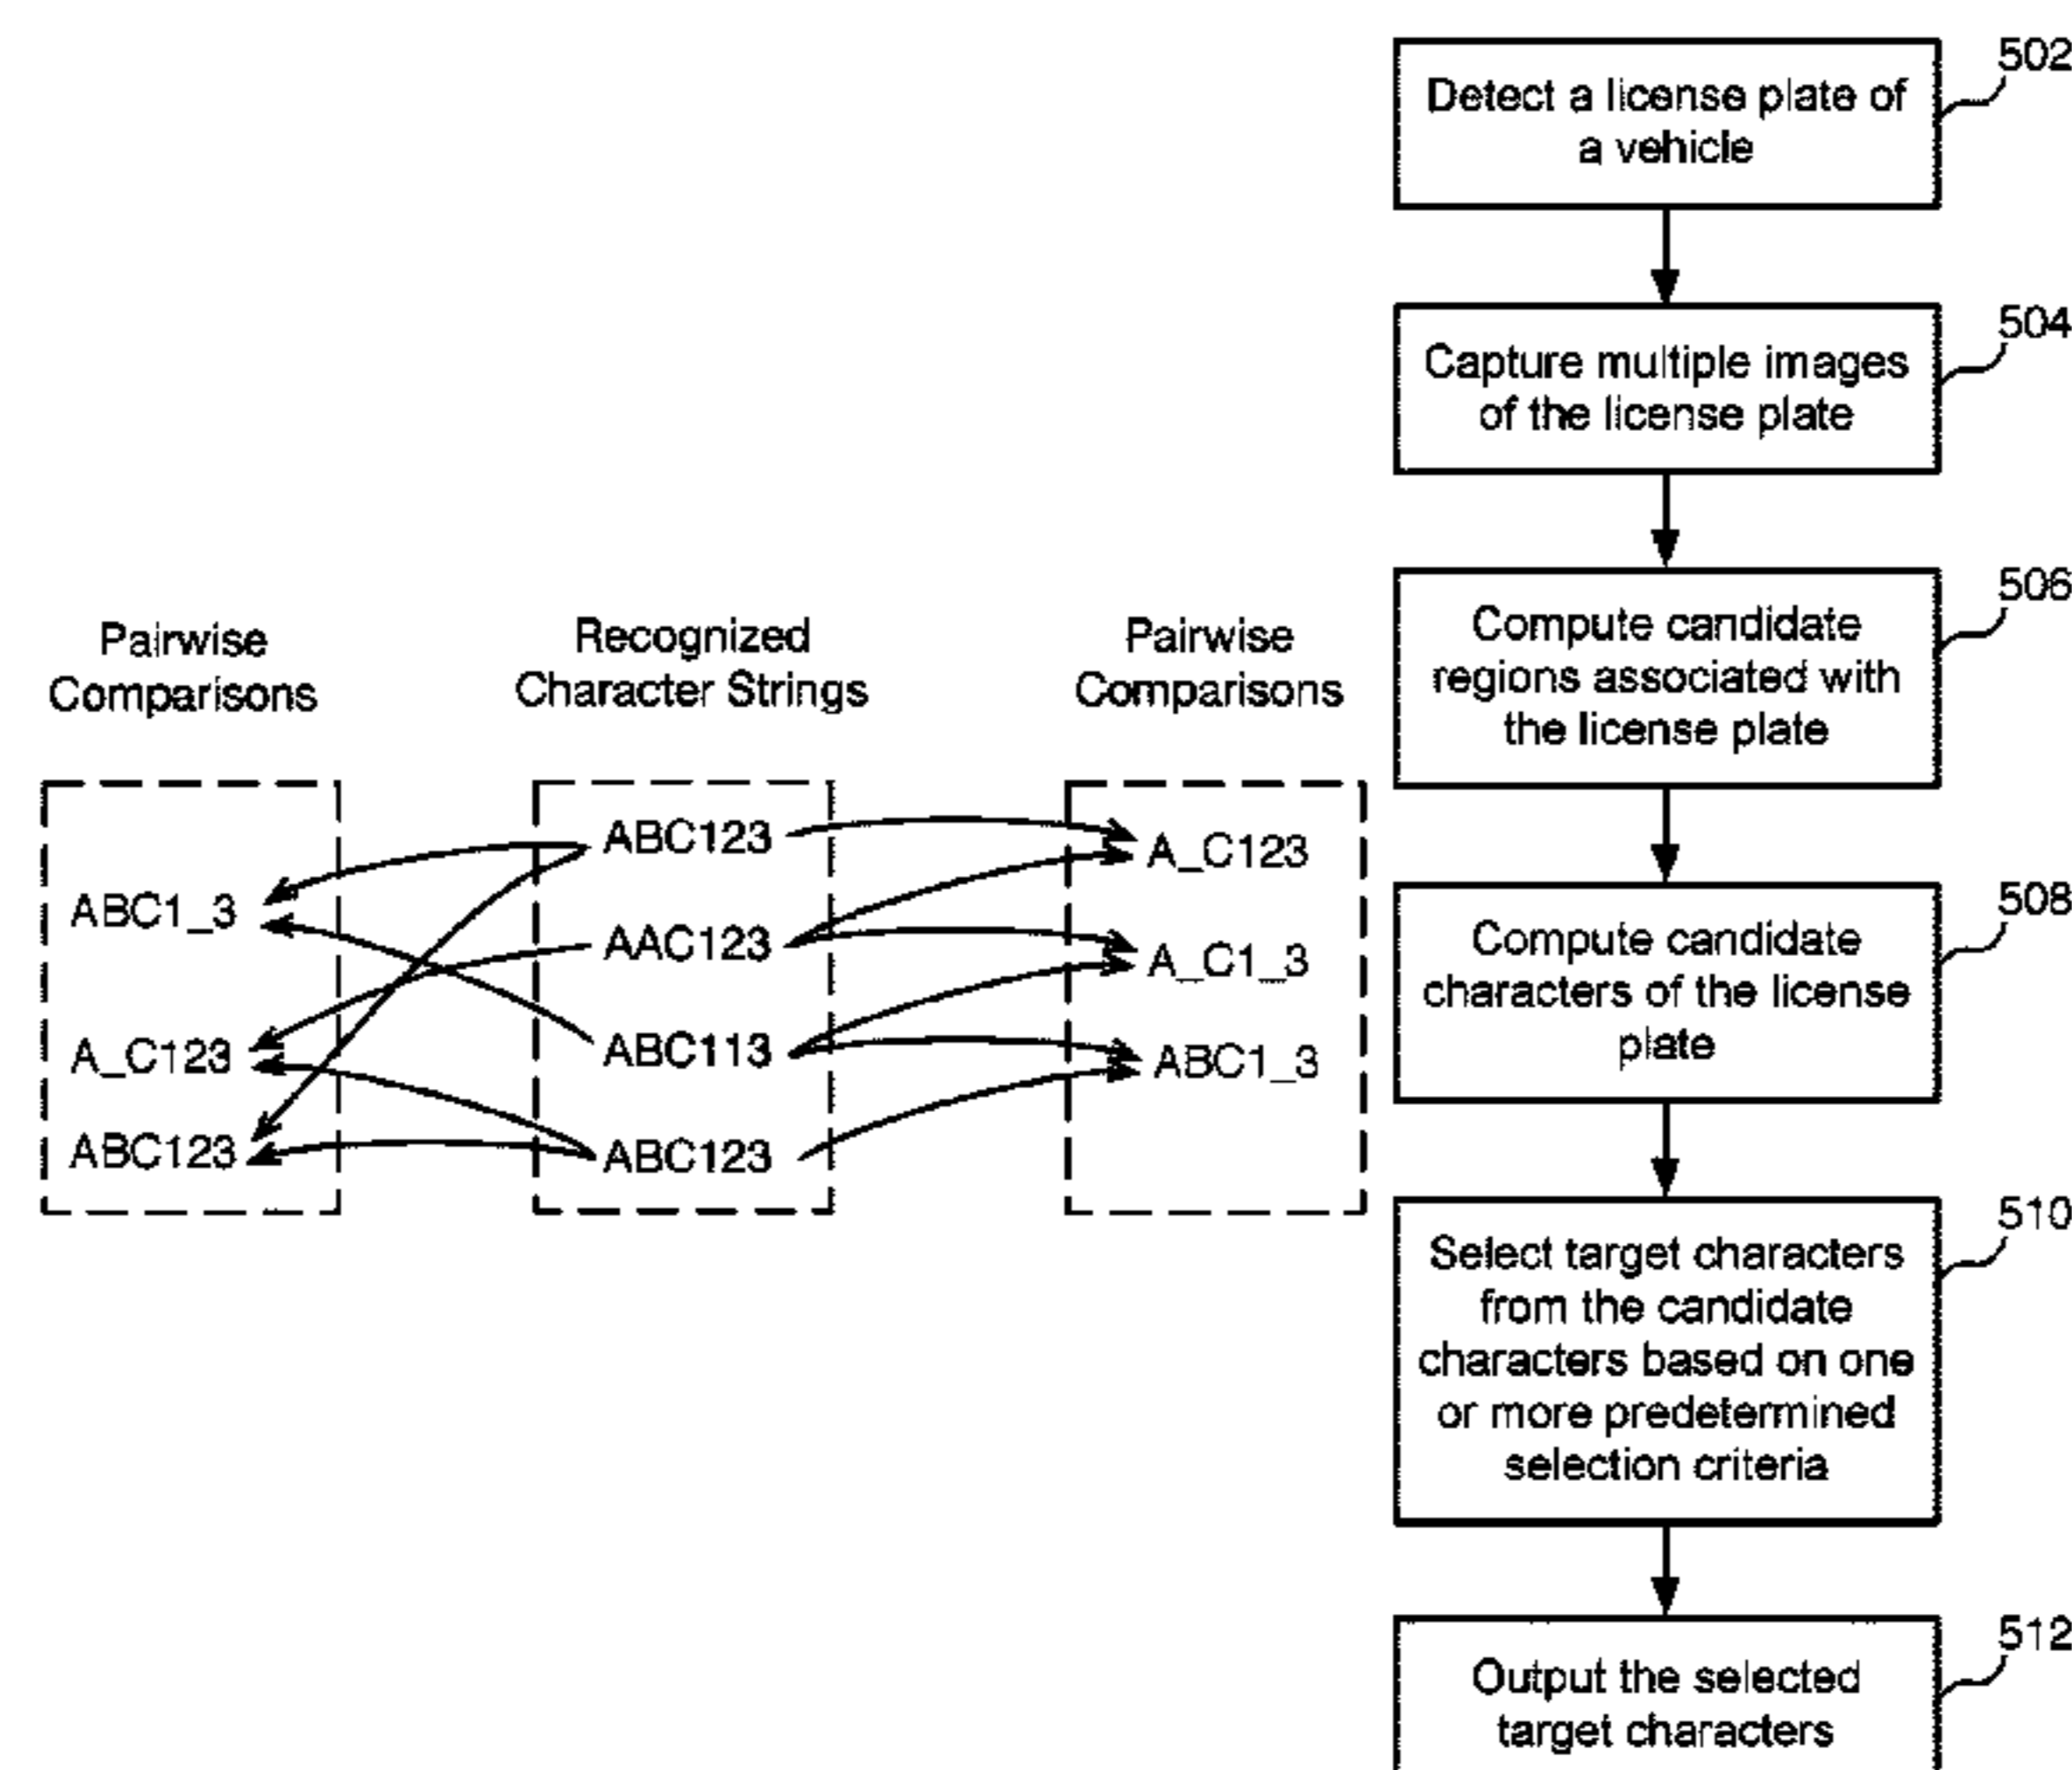 Pairwise
Comparisons
ABC1_3
A_C123
ABC123
Recognized
Character Strings
ABC123
AAC123
ABC113
ABC123
Pairwise
Comparisons
A_C123
A_C1_3
ABC1_3
502
Detect a license plate of
a vehicle
504
Capture multiple images
of the license plate
506
Compute candidate
regions associated with
the license plate
508
Compute candidate
characters of the license
plate
510
Select target characters
from the candidate
characters based on one
or more predetermined
selection criteria
512
Output the selected
target characters